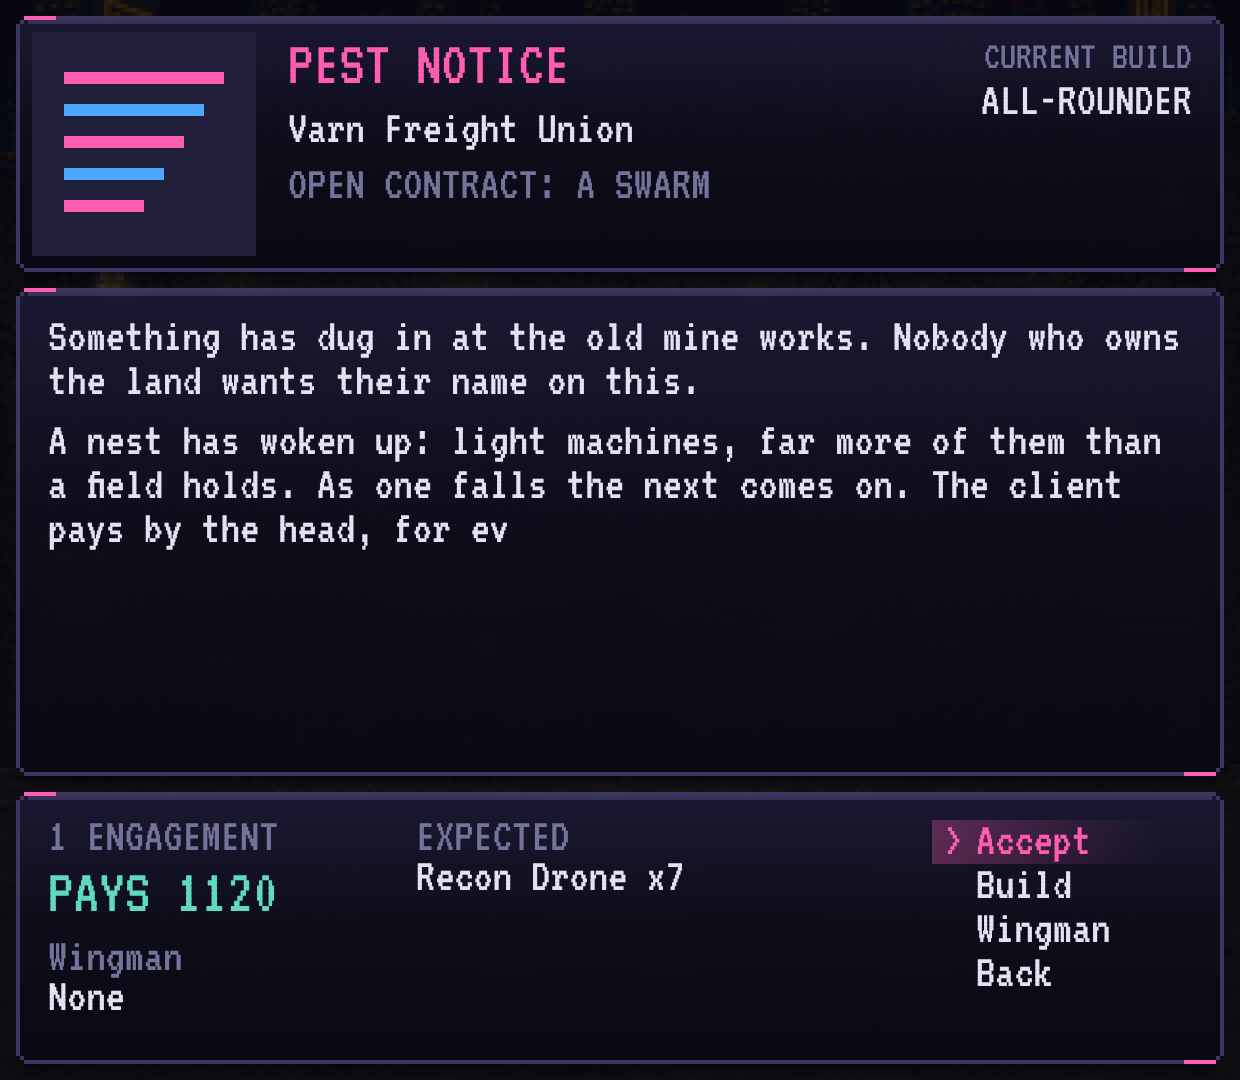 PEST NOTICE
Varn Freight Union
OPEN CONTRACT: A SWARM
CURRENT BUILD
ALL-ROUNDER
Something has dug in at the old mine works. Nobody who owns
the land wants their name on this.
A nest has woken up: light machines, far more of them than
a field holds. As one falls the next comes on. The client
pays by the head, for ev
1 ENGAGEMENT
PAYS 1120
Wingman
None
EXPECTED
Recon Drone x7
> Accept
Build
Wingman
Back